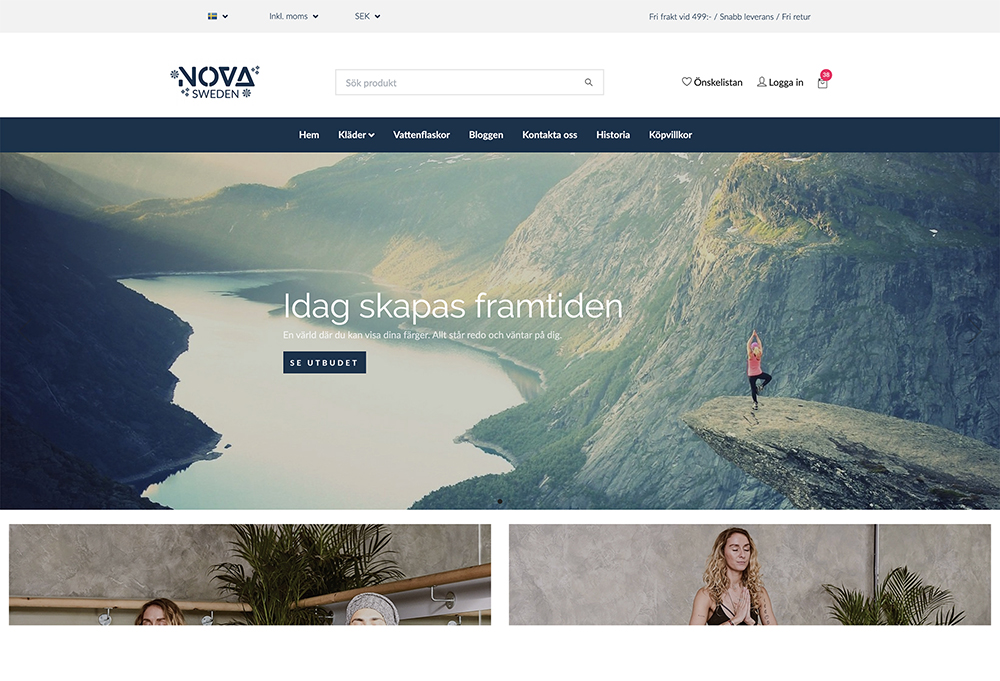 Inkl. moms
SEK
Fri frakt vid 499:- / Snabb leverans / Fri retur
NOVA
SWEDEN
Sök produkt
Önskelistan
Logga in
38
Hem
Kläder
Vattenflaskor
Bloggen
Kontakta oss
Historia
Köpvillkor
Idag skapas framtiden
En värld där du kan visa dina färger. Allt står redo och väntar på dig.
SE UTBUDET